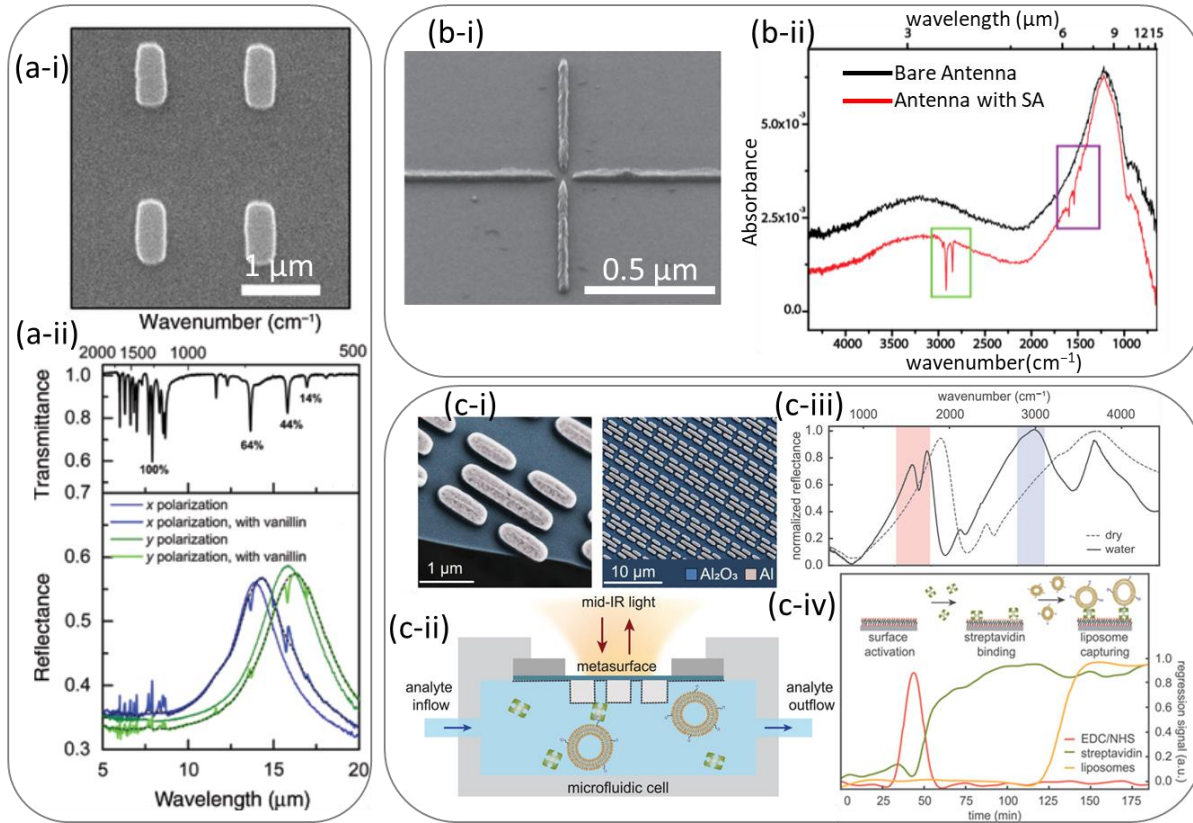 (a-i)
1 μm
(a-ii)
Wavenumber (cm⁻¹)
2000 1500 1000 500
Transmittance
1.0
0.9
0.8
0.7
0.6
0.7
100%
64%
44%
14%
x polarization
x polarization, with vanillin
y polarization
y polarization, with vanillin
Reflectance
0.6
0.5
0.4
0.3
5 10 15 20
Wavelength (μm)
(b-i)
0.5 μm
(b-ii)
wavelength (μm)
3 6 9 12 15
Bare Antenna
Antenna with SA
Absorbance
5.0x10⁻³
2.5x10⁻³
0.0
4000 3500 3000 2500 2000 1500 1000
wavenumber(cm⁻¹)
(c-i)
1 μm
10 μm
Al₂O₃ Al
(c-ii)
mid-IR light
metasurface
analyte
inflow
analyte
outflow
microfluidic cell
(c-iii)
wavenumber (cm⁻¹)
1000 2000 3000 4000
normalized reflectance
1.0
0.8
0.6
0.4
0.2
0.0
dry
water
(c-iv)
surface
activation
streptavidin
binding
liposome
capturing
1.0
0.8
0.6
0.4
0.2
0.0
regression signal (a.u.)
EDC/NHS
streptavidin
liposomes
0 25 50 75 100 125 150 175
time (min)